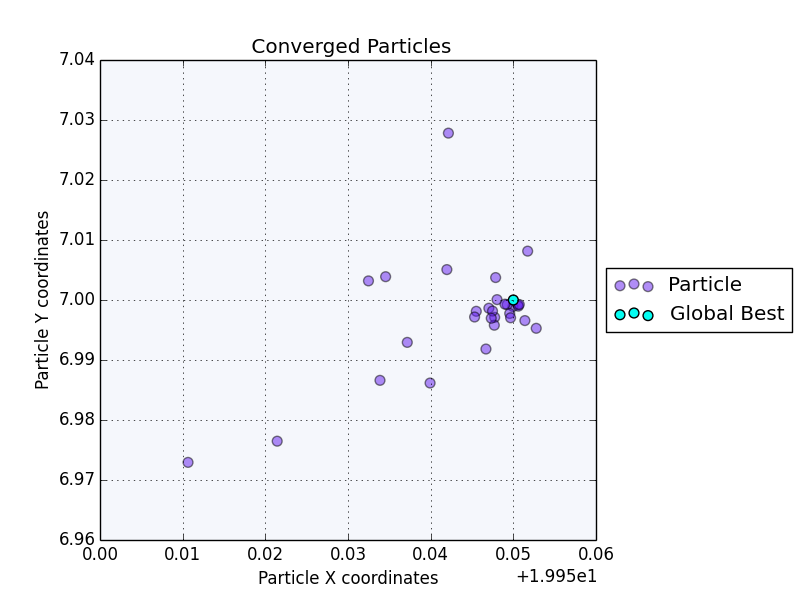 Converged Particles
7.04
7.03
7.02
7.01
7.00
6.99
6.98
6.97
6.96
Particle Y coordinates
0.00 0.01 0.02 0.03 0.04 0.05 0.06
Particle X coordinates
+1.995e1
Particle
Global Best